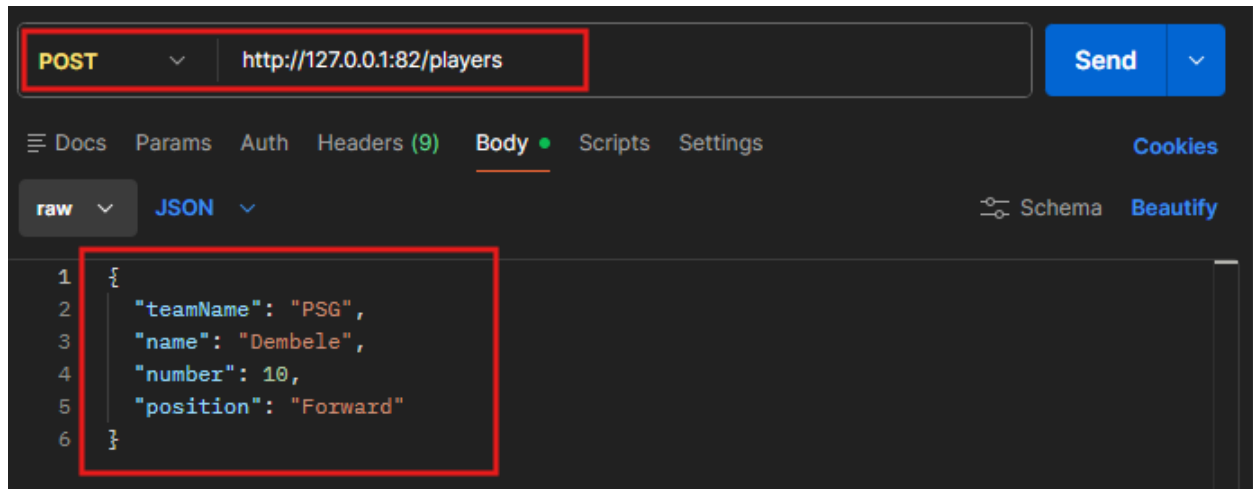 POST http://127.0.0.1:82/players Send
Docs Params Auth Headers (9) Body Scripts Settings Cookies
raw JSON Schema Beautify
1 {
2 "teamName": "PSG",
3 "name": "Dembele",
4 "number": 10,
5 "position": "Forward"
6 }